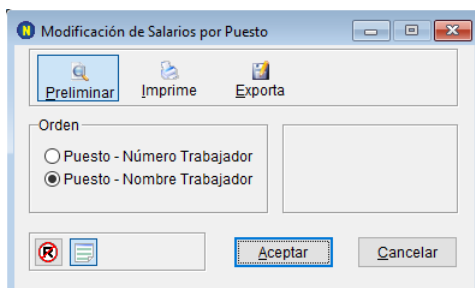 N Modificación de Salarios por Puesto
Preliminar Imprime Exporta
Orden
Puesto - Número Trabajador
Puesto - Nombre Trabajador
R Aceptar Cancelar